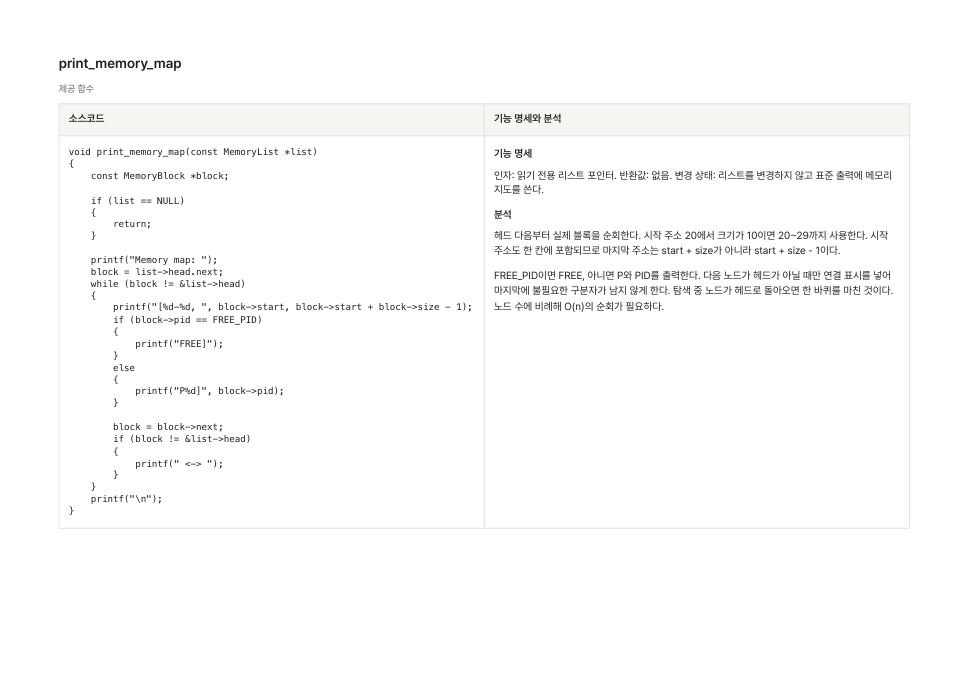 print_memory_map
제공 함수
소스코드
기능 명세와 분석
void print_memory_map(const MemoryList *list)
{
    const MemoryBlock *block;

    if (list == NULL)
    {
        return;
    }

    printf("Memory map: ");
    block = list->head.next;
    while (block != &list->head)
    {
        printf("[%d-%d, ", block->start, block->start + block->size - 1);
        if (block->pid == FREE_PID)
        {
            printf("FREE]");
        }
        else
        {
            printf("P%d]", block->pid);
        }

        block = block->next;
        if (block != &list->head)
        {
            printf(" <-> ");
        }
    }
    printf("\n");
}
기능 명세
인자: 읽기 전용 리스트 포인터. 반환값: 없음. 변경 상태: 리스트를 변경하지 않고 표준 출력에 메모리
지도를 쓴다.
분석
헤드 다음부터 실제 블록을 순회한다. 시작 주소 20에서 크기가 10이면 20~29까지 사용한다. 시작
주소도 한 칸에 포함되므로 마지막 주소는 start + size가 아니라 start + size - 1이다.
FREE_PID이면 FREE, 아니면 P와 PID를 출력한다. 다음 노드가 헤드가 아닐 때만 연결 표시를 넣어
마지막에 불필요한 구분자가 남지 않게 한다. 탐색 중 노드가 헤드로 돌아오면 한 바퀴를 마친 것이다.
노드 수에 비례해 O(n)의 순회가 필요하다.